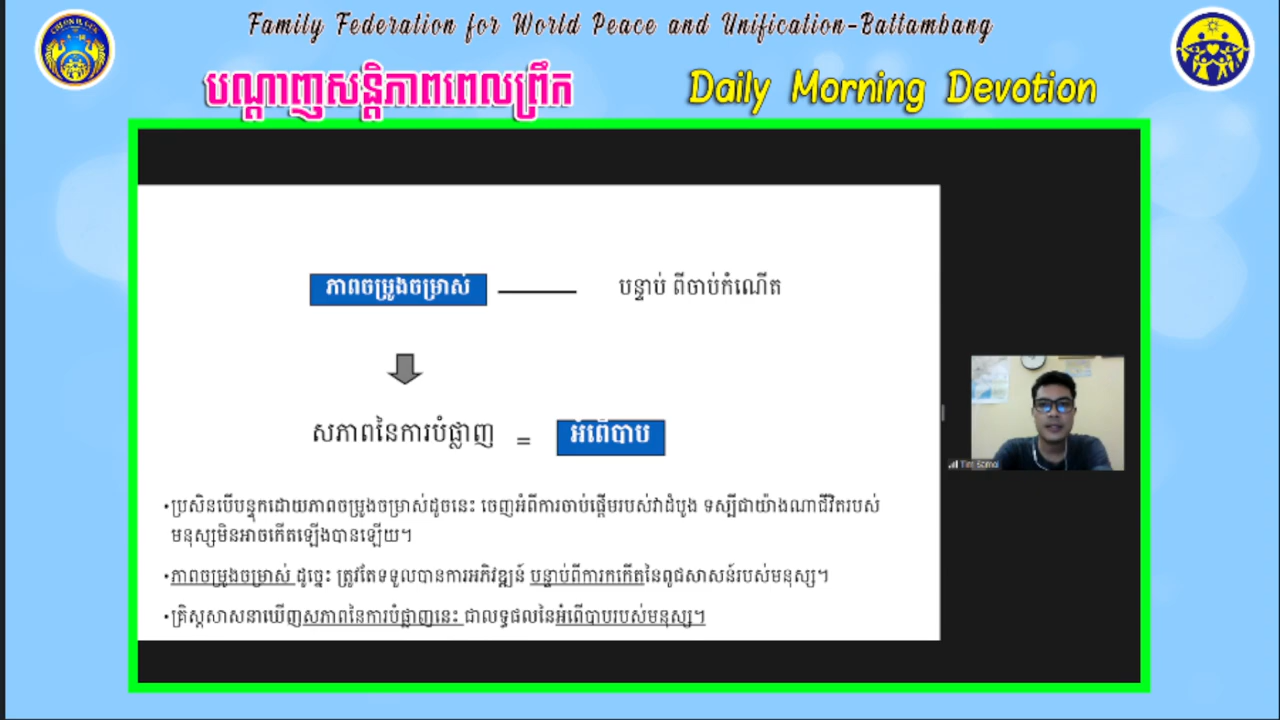 Family Federation for World Peace and Unification-Battambang
បណ្តាញសន្តិភាពពេលព្រឹក
Daily Morning Devotion
ភាពចម្រូងចម្រាស់
បន្ទាប់ ពីចាប់កំណើត
សភាពនៃការបំផ្លាញ
=
អំពើបាប
•ប្រសិនបើបន្ទុកដោយភាពចម្រូងចម្រាស់ដូចនេះ ចេញអំពីការចាប់ផ្តើមរបស់វាដំបូង ទស្បីជាយ៉ាងណាជីវិតរបស់
មនុស្សមិនអាចកើតឡើងបានឡើយ។
•ភាពចម្រូងចម្រាស់ ដូច្នេះ ត្រូវតែទទួលបានការអភិវឌ្ឍន៍ បន្ទាប់ពីការកកើតនៃពូជសាសន៍របស់មនុស្ស។
•គ្រិស្តសាសនាឃើញសភាពនៃការបំផ្លាញនេះ ជាលទ្ធផលនៃអំពើបាបរបស់មនុស្ស។